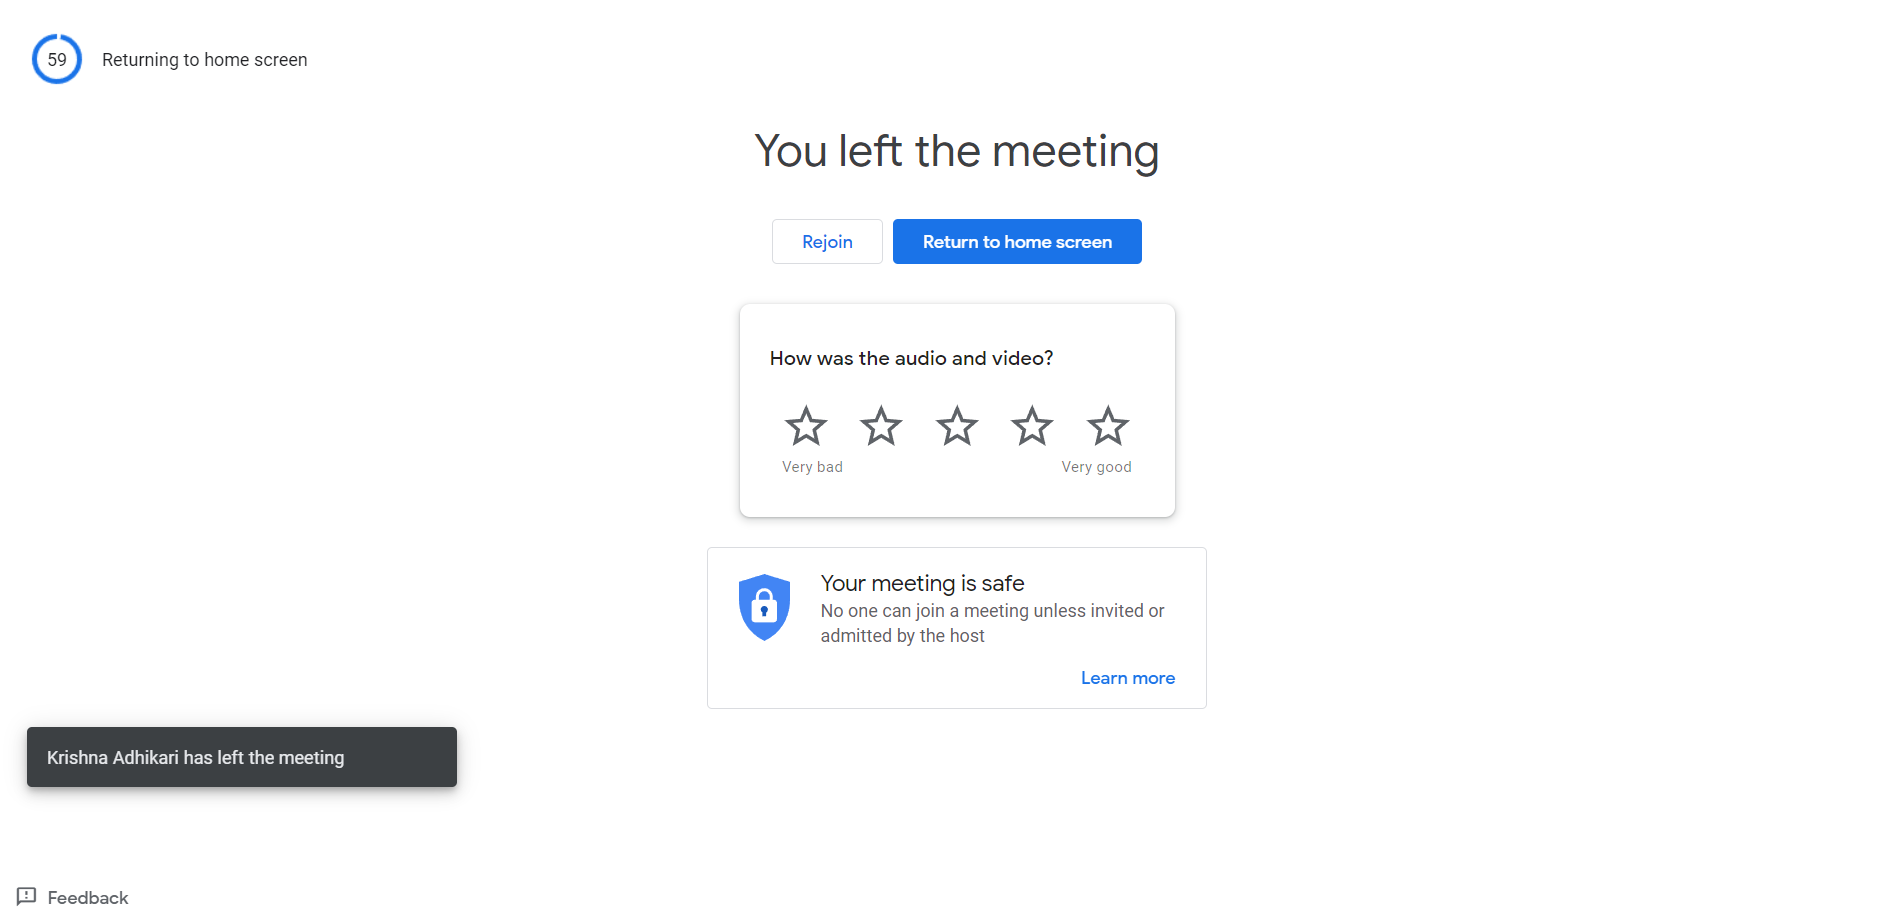 59
Returning to home screen
You left the meeting
Rejoin
Return to home screen
How was the audio and video?
Very bad
Very good
Your meeting is safe
No one can join a meeting unless invited or
admitted by the host
Learn more
Krishna Adhikari has left the meeting
Feedback